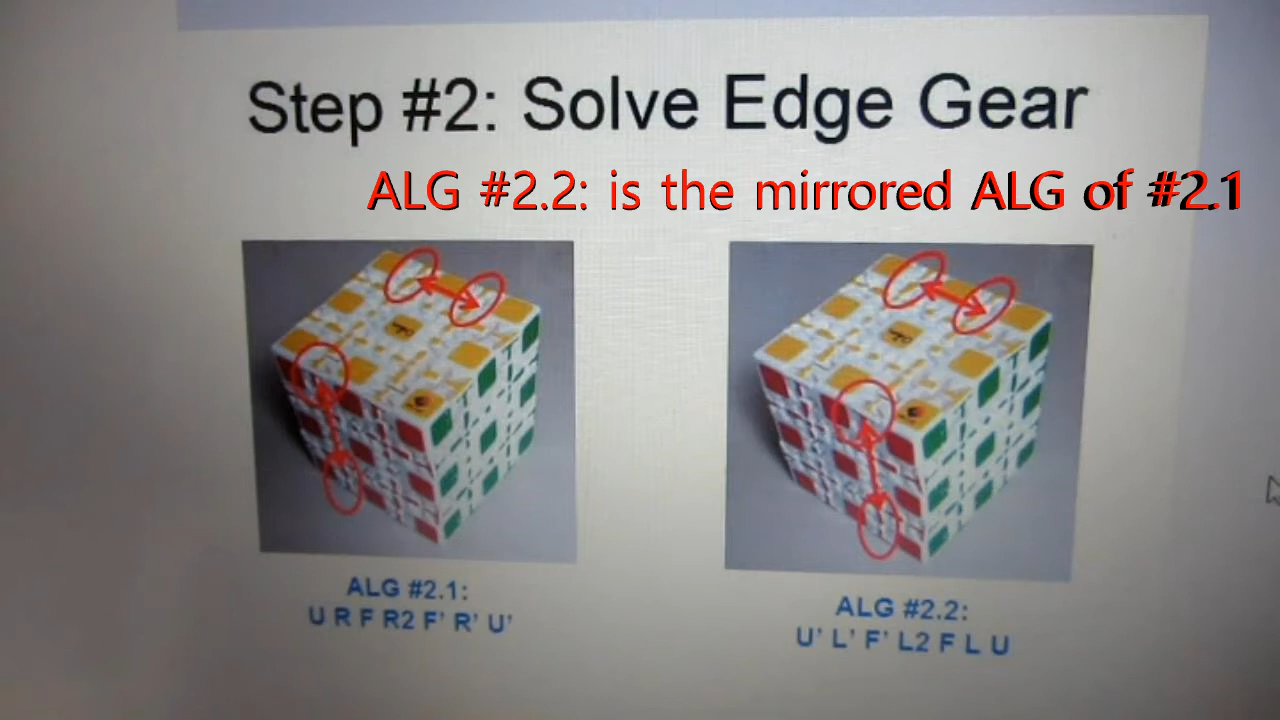 Step #2: Solve Edge Gear
ALG #2.2: is the mirrored ALG of #2.1
ALG #2.1:
U R F R2 F' R' U'
ALG #2.2:
U' L' F' L2 F L U